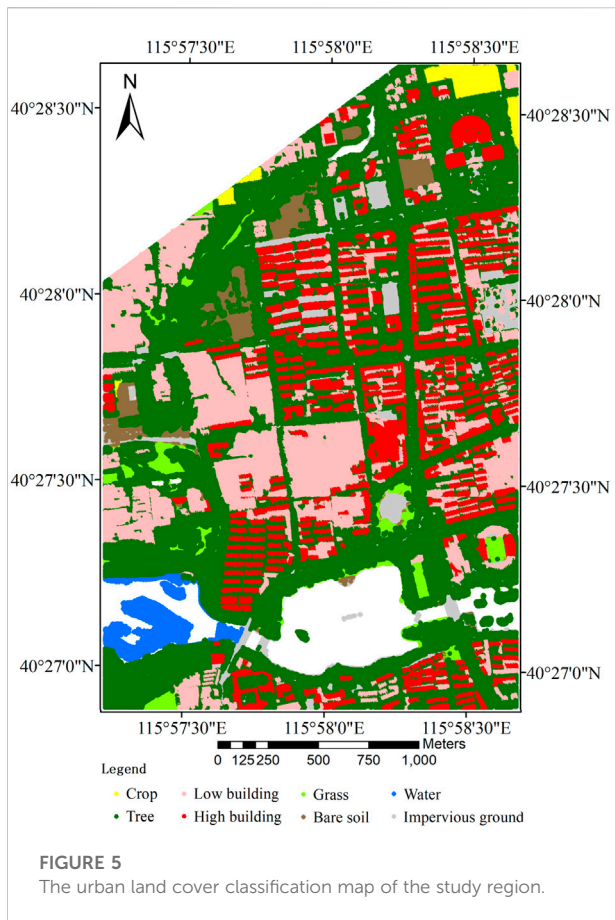 115°57'30"E 115°58'0"E 115°58'30"E
N
40°28'30"N 40°28'30"N
40°28'0"N 40°28'0"N
40°27'30"N 40°27'30"N
40°27'0"N 40°27'0"N
115°57'30"E 115°58'0"E 115°58'30"E
Meters
0 125250 500 750 1,000
Legend
Crop Low building Grass Water
Tree High building Bare soil Impervious ground
FIGURE 5
The urban land cover classification map of the study region.